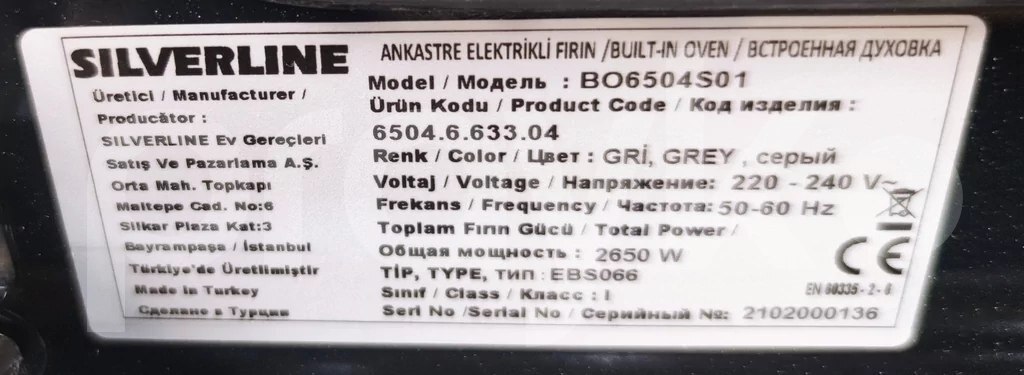 SILVERLINE
Üretici / Manufacturer /
Producător :
SILVERLINE Ev Gereçleri
Satış Ve Pazarlama A.Ş.
Orta Mah. Topkapı
Maltepe Cad. No:6
Silkar Plaza Kat:3
Bayrampaşa / İstanbul
Türkiye'de Üretilmiştir
Made In Turkey
Сделано в Турции
ANKASTRE ELEKTRİKLİ FIRIN /BUILT-IN OVEN / ВСТРОЕННАЯ ДУХОВКА
Model / Модель : BO6504S01
Ürün Kodu / Product Code / Код изделия :
6504.6.633.04
Renk / Color / Цвет : GRİ, GREY , серый
Voltaj / Voltage / Напряжение: 220 - 240 V~
Frekans / Frequency / Частота: 50-60 Hz
Toplam Fırın Gücü / Total Power /
Общая мощность : 2650 W
TİP, TYPE, тип : EBS066
Sınıf / Class / Класс : I
Seri No /Serial No / Серийный №: 2102000136
CE
EN 60335-2-6